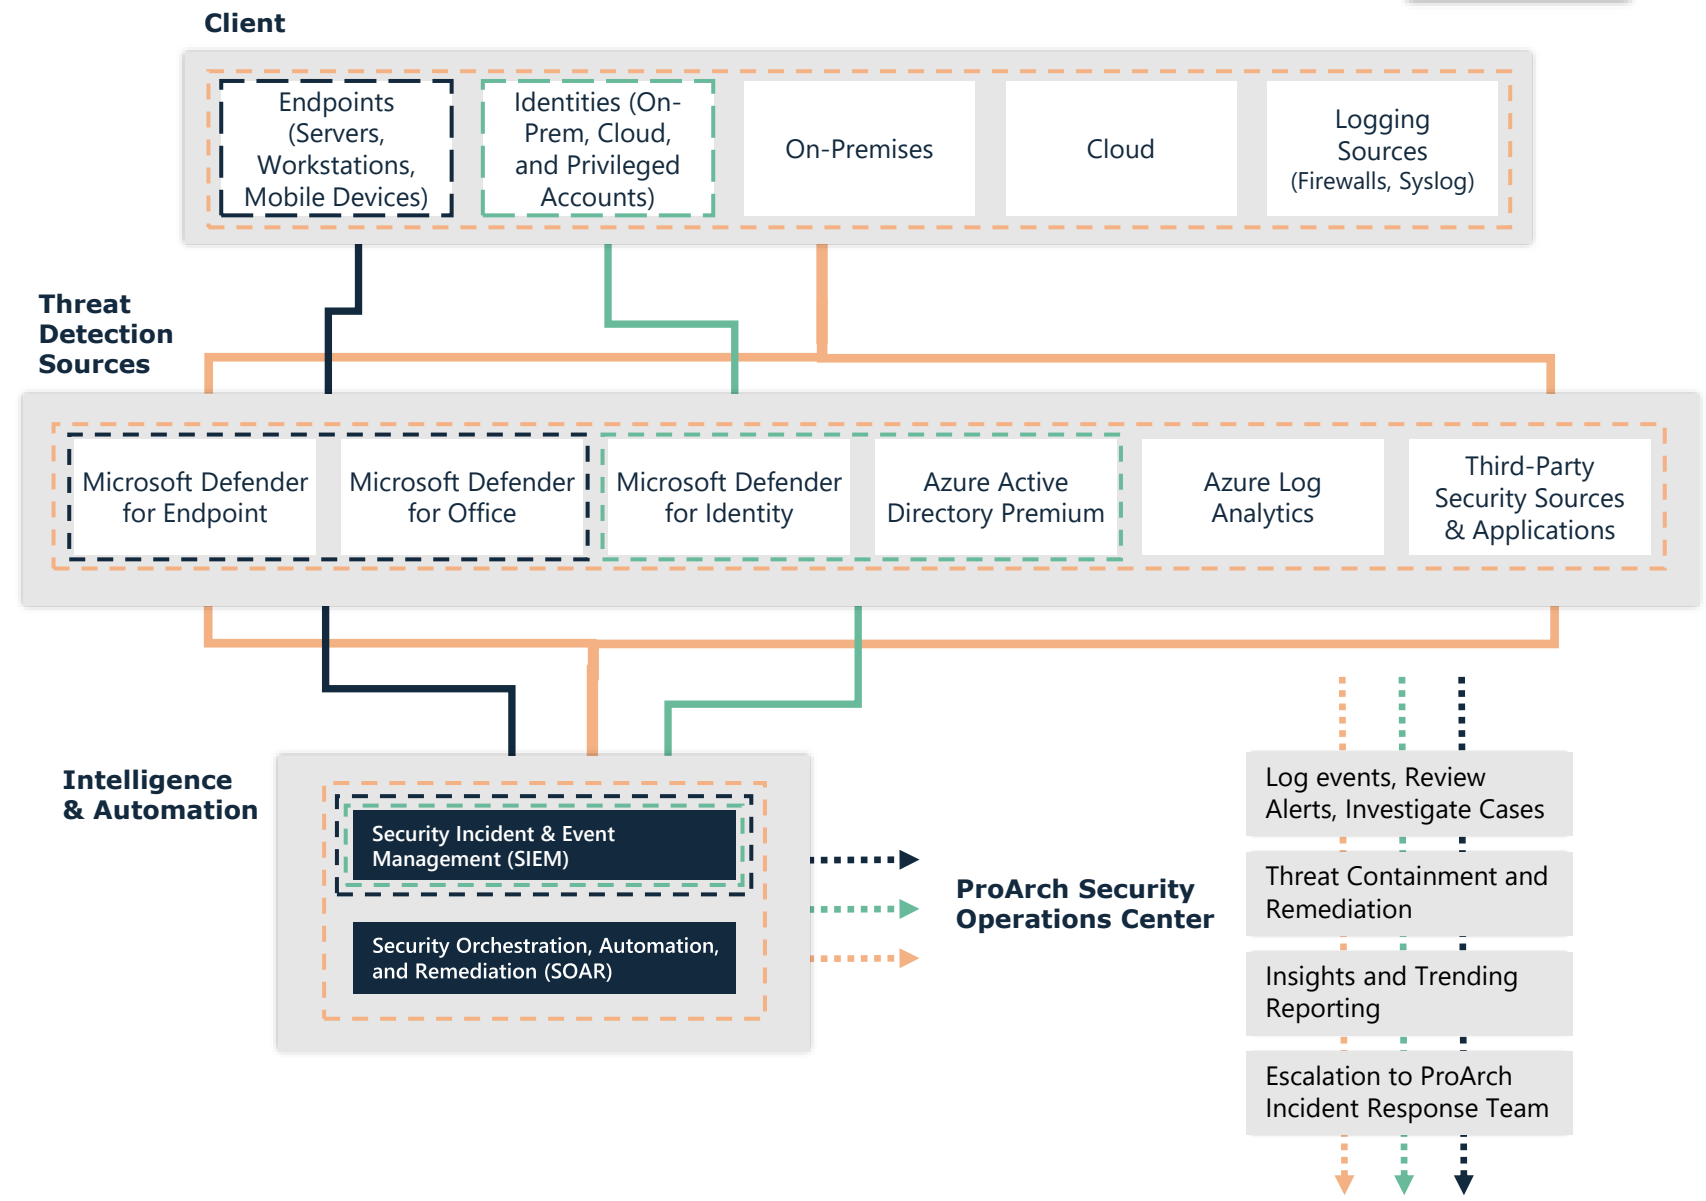 Client
Endpoints
(Servers,
Workstations,
Mobile Devices)
Identities (On-
Prem, Cloud,
and Privileged
Accounts)
On-Premises
Cloud
Logging
Sources
(Firewalls, Syslog)
Threat
Detection
Sources
Microsoft Defender
for Endpoint
Microsoft Defender
for Office
Microsoft Defender
for Identity
Azure Active
Directory Premium
Azure Log
Analytics
Third-Party
Security Sources
& Applications
Intelligence
& Automation
Security Incident & Event
Management (SIEM)
Security Orchestration, Automation,
and Remediation (SOAR)
ProArch Security
Operations Center
Log events, Review
Alerts, Investigate Cases
Threat Containment and
Remediation
Insights and Trending
Reporting
Escalation to ProArch
Incident Response Team